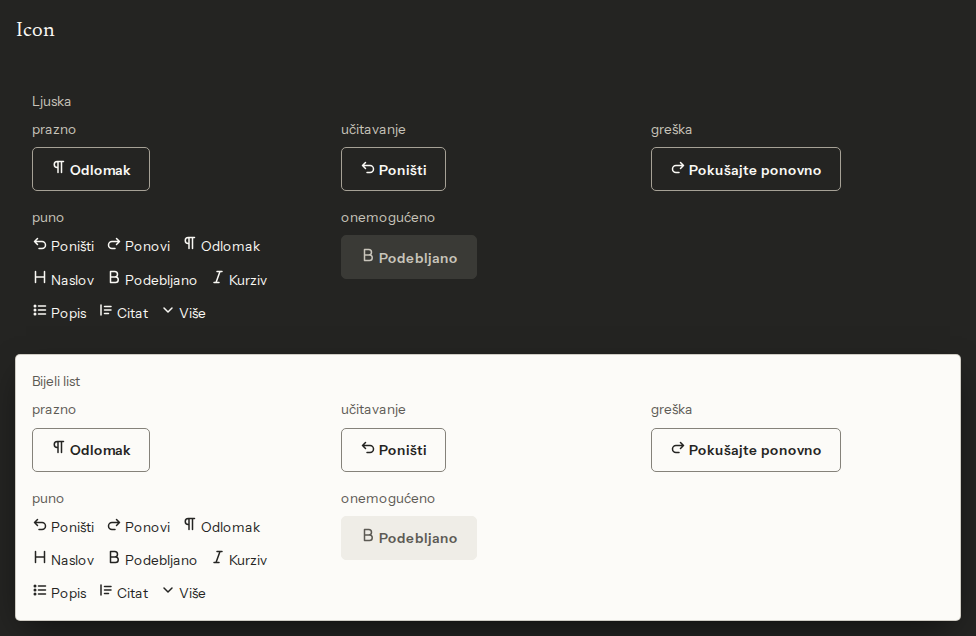 Icon
Ljuska
prazno
Odlomak
učitavanje
Poništi
greška
Pokušajte ponovno
puno
Poništi Ponovi Odlomak
Naslov Podebljano Kurziv
Popis Citat Više
onemogućeno
Podebljano
Bijeli list
prazno
Odlomak
učitavanje
Poništi
greška
Pokušajte ponovno
puno
Poništi Ponovi Odlomak
Naslov Podebljano Kurziv
Popis Citat Više
onemogućeno
Podebljano